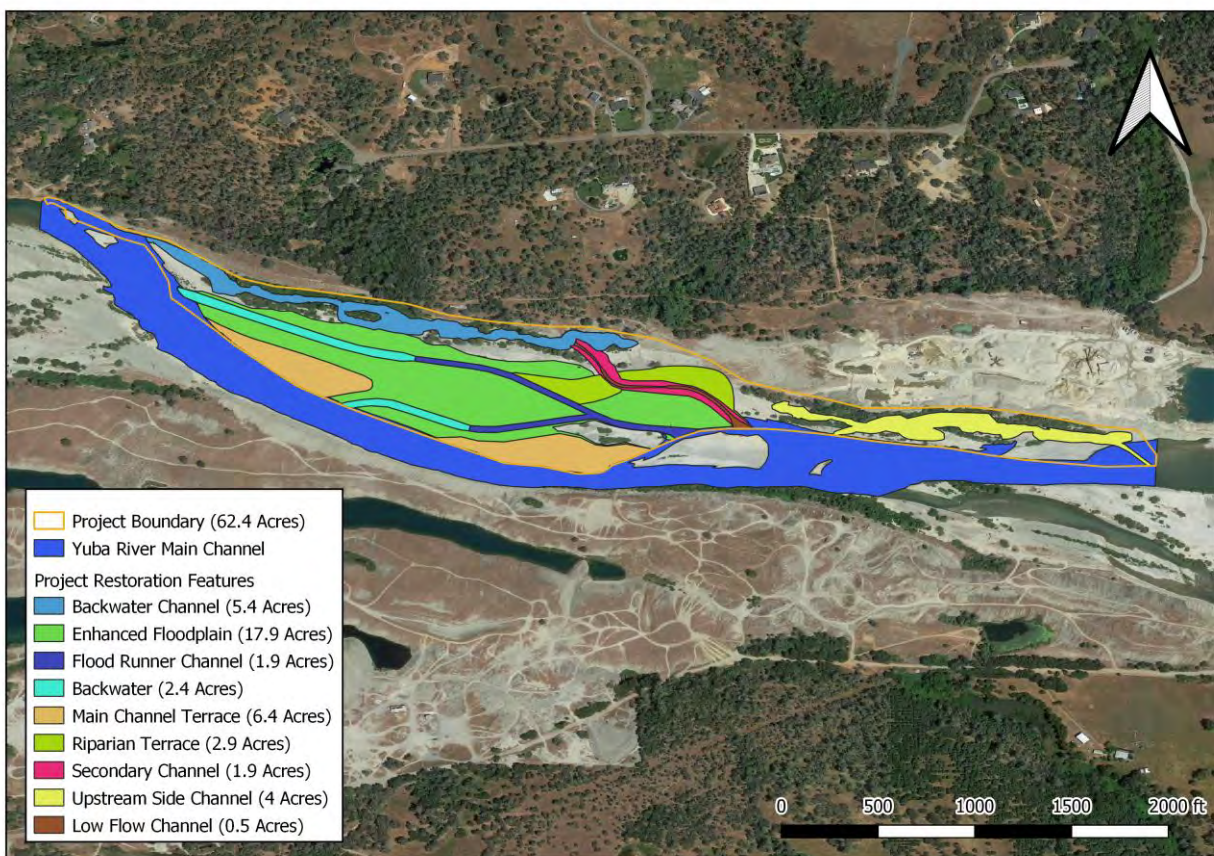 Project Boundary (62.4 Acres)
Yuba River Main Channel
Project Restoration Features
Backwater Channel (5.4 Acres)
Enhanced Floodplain (17.9 Acres)
Flood Runner Channel (1.9 Acres)
Backwater (2.4 Acres)
Main Channel Terrace (6.4 Acres)
Riparian Terrace (2.9 Acres)
Secondary Channel (1.9 Acres)
Upstream Side Channel (4 Acres)
Low Flow Channel (0.5 Acres)
0 500 1000 1500 2000 ft